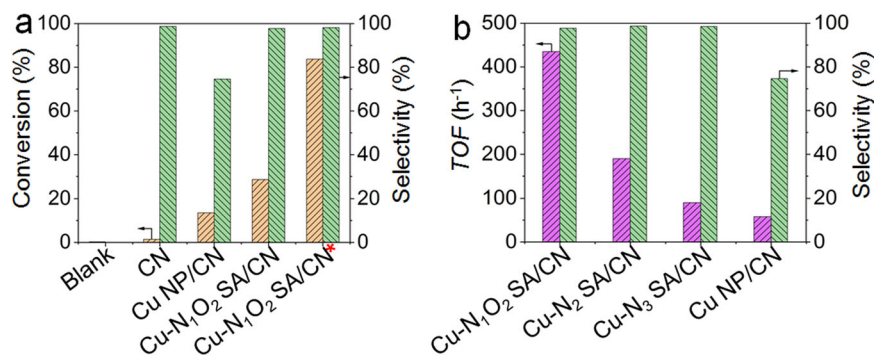 a
Conversion (%)
100
80
60
40
20
0
100
80
60
40
20
0
Selectivity (%)
Blank
CN
Cu NP/CN
Cu-N₁O₂ SA/CN
Cu-N₁O₂ SA/CN*
b
TOF (h⁻¹)
500
400
300
200
100
0
100
80
60
40
20
0
Selectivity (%)
Cu-N₁O₂ SA/CN
Cu-N₂ SA/CN
Cu-N₃ SA/CN
Cu NP/CN